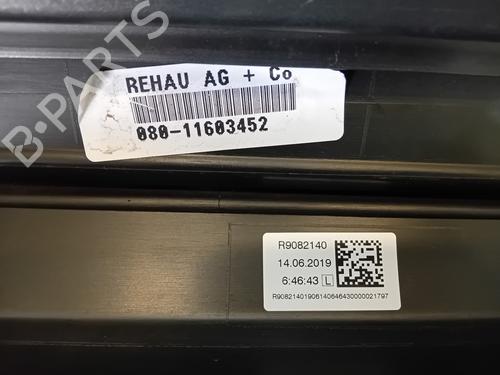 B-PARTS
REHAU AG + Co
080-11603452
R9082140
14.06.2019
6:46:43 L
R90821401906140646430000021797